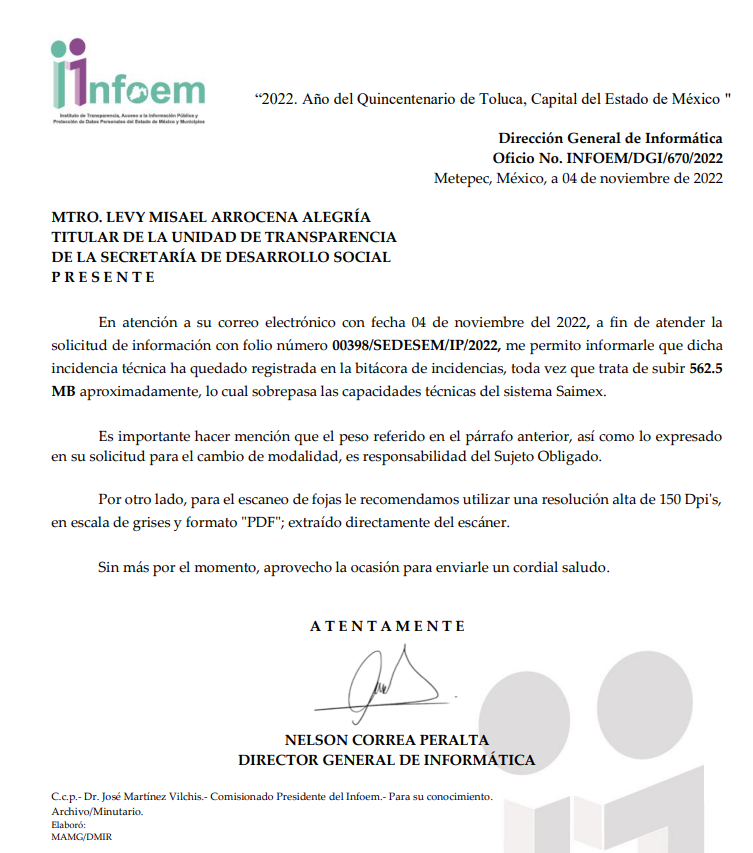 infoem
Instituto de Transparencia, Acceso a la Información Pública y
Protección de Datos Personales del Estado de México y Municipios
“2022. Año del Quincentenario de Toluca, Capital del Estado de México "
Dirección General de Informática
Oficio No. INFOEM/DGI/670/2022
Metepec, México, a 04 de noviembre de 2022
MTRO. LEVY MISAEL ARROCENA ALEGRÍA
TITULAR DE LA UNIDAD DE TRANSPARENCIA
DE LA SECRETARÍA DE DESARROLLO SOCIAL
P R E S E N T E
En atención a su correo electrónico con fecha 04 de noviembre del 2022, a fin de atender la
solicitud de información con folio número 00398/SEDESEM/IP/2022, me permito informarle que dicha
incidencia técnica ha quedado registrada en la bitácora de incidencias, toda vez que trata de subir 562.5
MB aproximadamente, lo cual sobrepasa las capacidades técnicas del sistema Saimex.
Es importante hacer mención que el peso referido en el párrafo anterior, así como lo expresado
en su solicitud para el cambio de modalidad, es responsabilidad del Sujeto Obligado.
Por otro lado, para el escaneo de fojas le recomendamos utilizar una resolución alta de 150 Dpi's,
en escala de grises y formato "PDF"; extraído directamente del escáner.
Sin más por el momento, aprovecho la ocasión para enviarle un cordial saludo.
A T E N T A M E N T E
NELSON CORREA PERALTA
DIRECTOR GENERAL DE INFORMÁTICA
C.c.p.- Dr. José Martínez Vilchis.- Comisionado Presidente del Infoem.- Para su conocimiento.
Archivo/Minutario.
Elaboró:
MAMG/DMIR